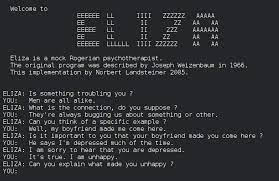 Welcome to
EEEEEE LL IIII ZZZZZZ AAAAA
EE LL II ZZ AA AA
EEEEE LL II ZZZ AAAAAAA
EE LL II ZZ AA AA
EEEEEE LLLLLL IIII ZZZZZZ AA AA
Eliza is a mock Rogerian psychotherapist.
The original program was described by Joseph Weizenbaum in 1966.
This implementation by Norbert Landsteiner 2005.
ELIZA: Is something troubling you ?
YOU: Men are all alike.
ELIZA: What is the connection, do you suppose ?
YOU: They're always bugging us about something or other.
ELIZA: Can you think of a specific example ?
YOU: Well, my boyfriend made me come here.
ELIZA: Is it important to you that your boyfriend made you come here ?
YOU: He says I'm depressed much of the time.
ELIZA: I am sorry to hear that you are depressed.
YOU: It's true. I am unhappy.
ELIZA: Can you explain what made you unhappy ?
YOU: